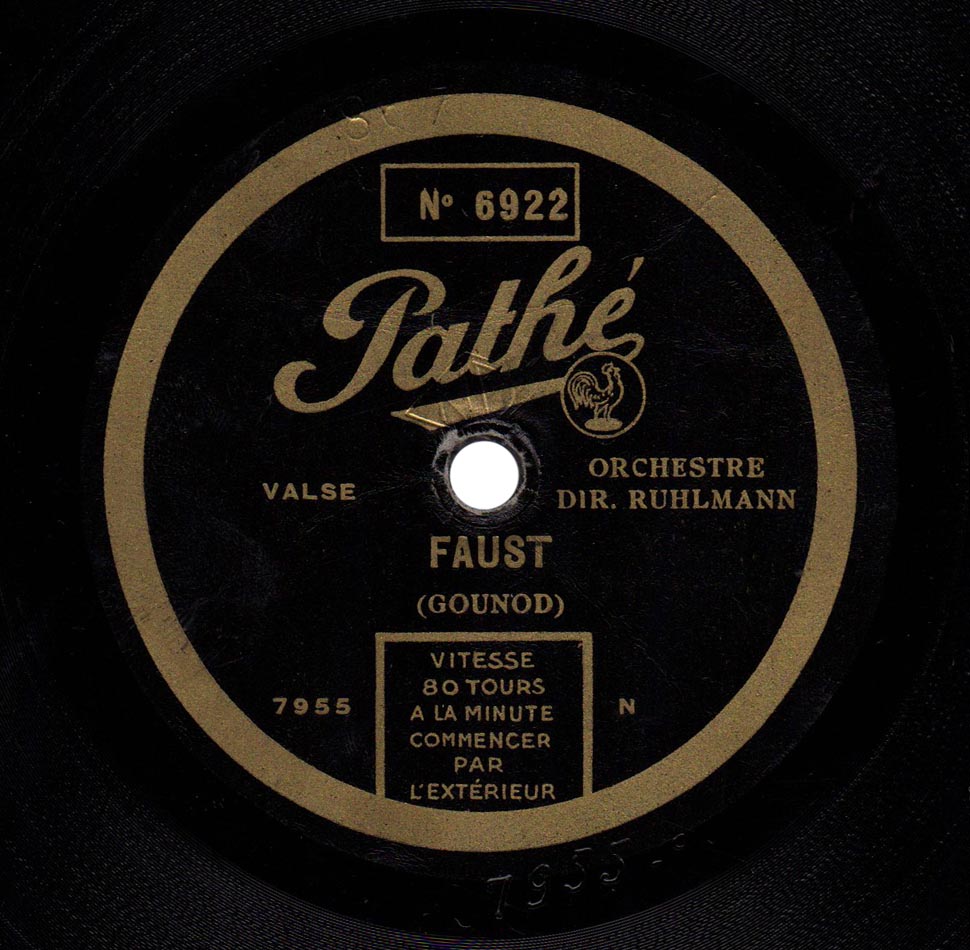 Nº 6922
Pathé
VALSE
ORCHESTRE
DIR. RUHLMANN
FAUST
(GOUNOD)
VITESSE
80 TOURS
A LA MINUTE
COMMENCER
PAR
L'EXTÉRIEUR
7955
N
7955